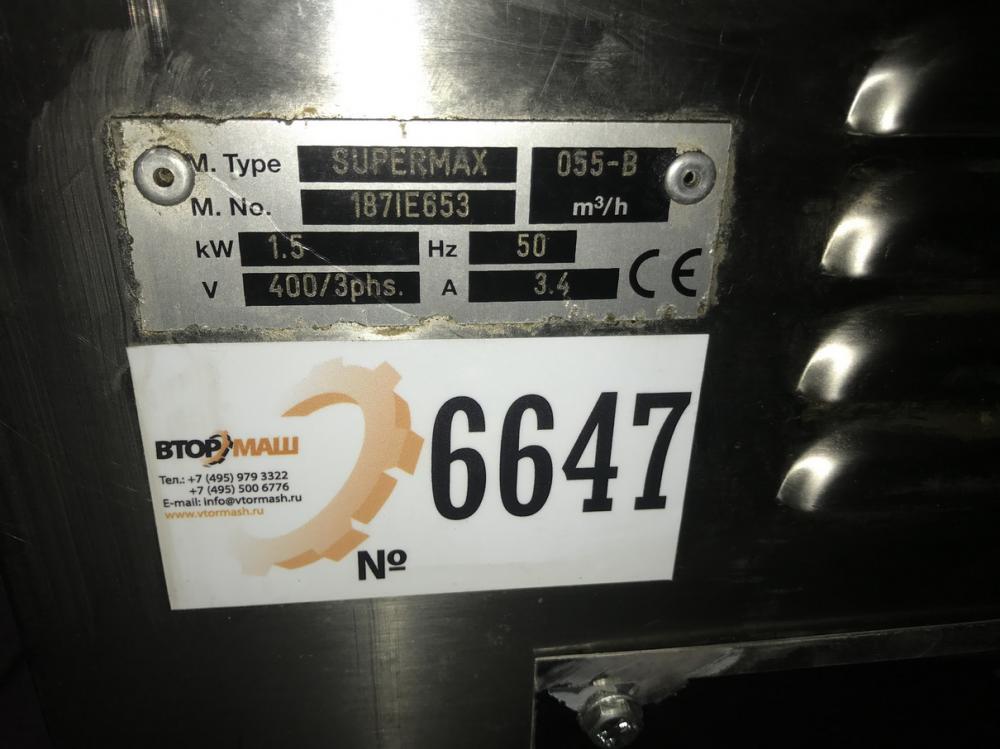 M. Type SUPERMAX 055-B
M. No. 1871E653 m³/h
kW 1.5 Hz 50
V 400/3phs. A 3.4 CE
ВТОРМАШ
Тел.: +7 (495) 979 3322
+7 (495) 500 6776
E-mail: info@vtormash.ru
www.vtormash.ru
№ 6647